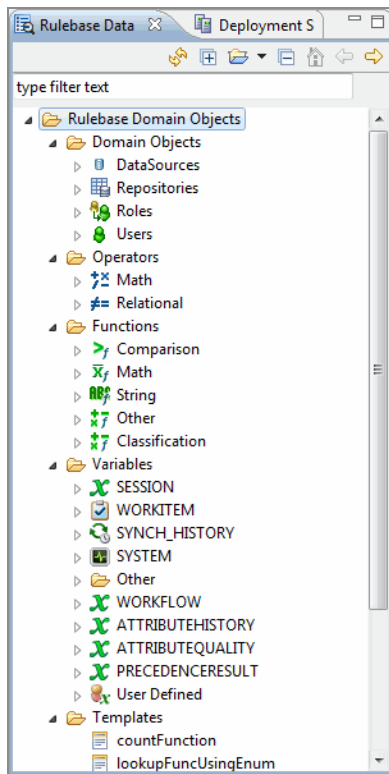 Rulebase Data
Deployment S
type filter text
Rulebase Domain Objects
Domain Objects
DataSources
Repositories
Roles
Users
Operators
Math
Relational
Functions
Comparison
Math
String
Other
Classification
Variables
SESSION
WORKITEM
SYNCH_HISTORY
SYSTEM
Other
WORKFLOW
ATTRIBUTEHISTORY
ATTRIBUTEQUALITY
PRECEDENCERESULT
User Defined
Templates
countFunction
lookupFuncUsingEnum